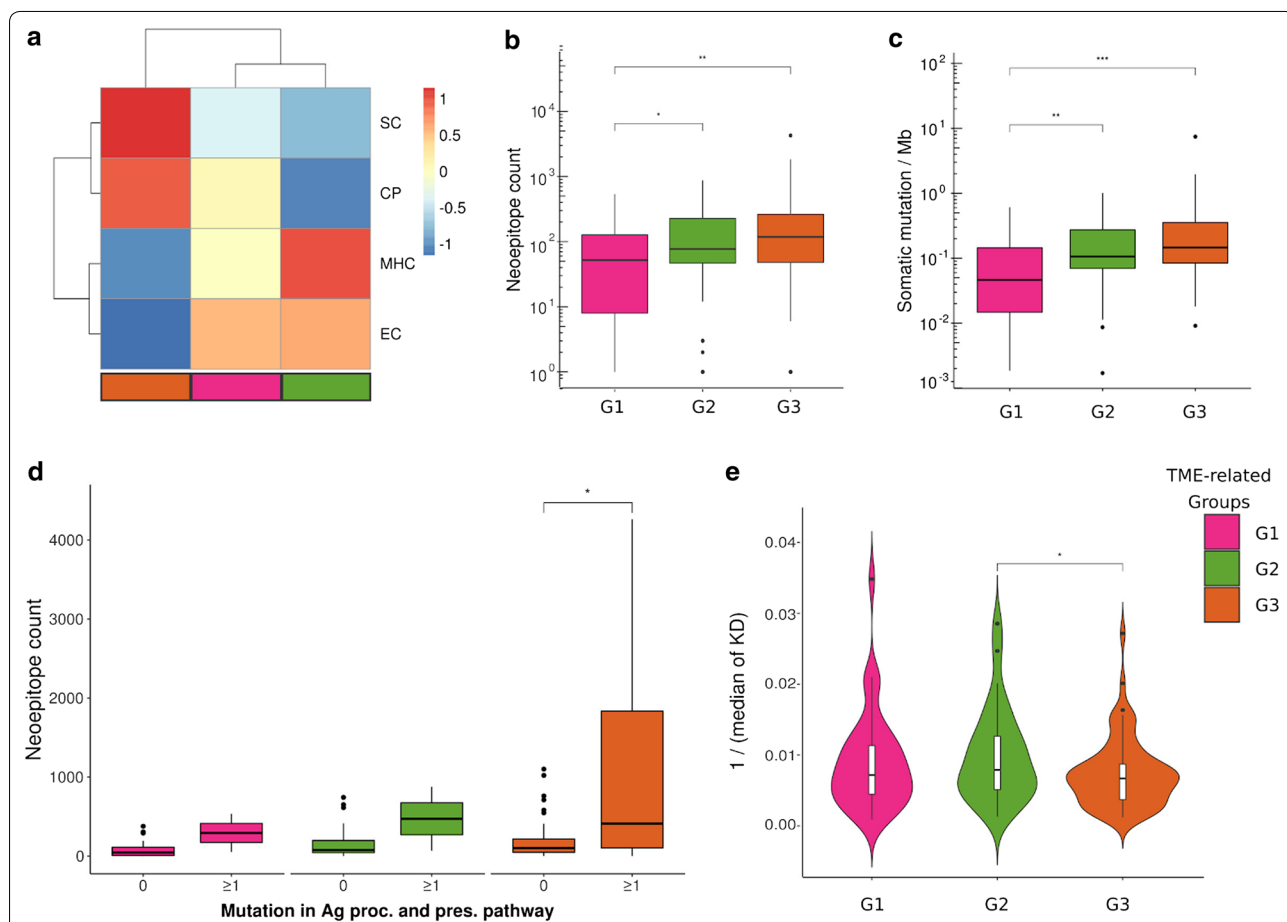 a
1
0.5
0
-0.5
-1
SC
CP
MHC
EC
b
Neoepitope count
10⁴
10³
10²
10¹
10⁰
**
*
G1
G2
G3
c
Somatic mutation / Mb
10²
10¹
10⁰
10⁻¹
10⁻²
10⁻³
***
**
G1
G2
G3
d
Neoepitope count
4000
3000
2000
1000
0
*
0
≥1
0
≥1
0
≥1
Mutation in Ag proc. and pres. pathway
e
1 / (median of KD)
0.04
0.03
0.02
0.01
0.00
*
G1
G2
G3
TME-related
Groups
G1
G2
G3